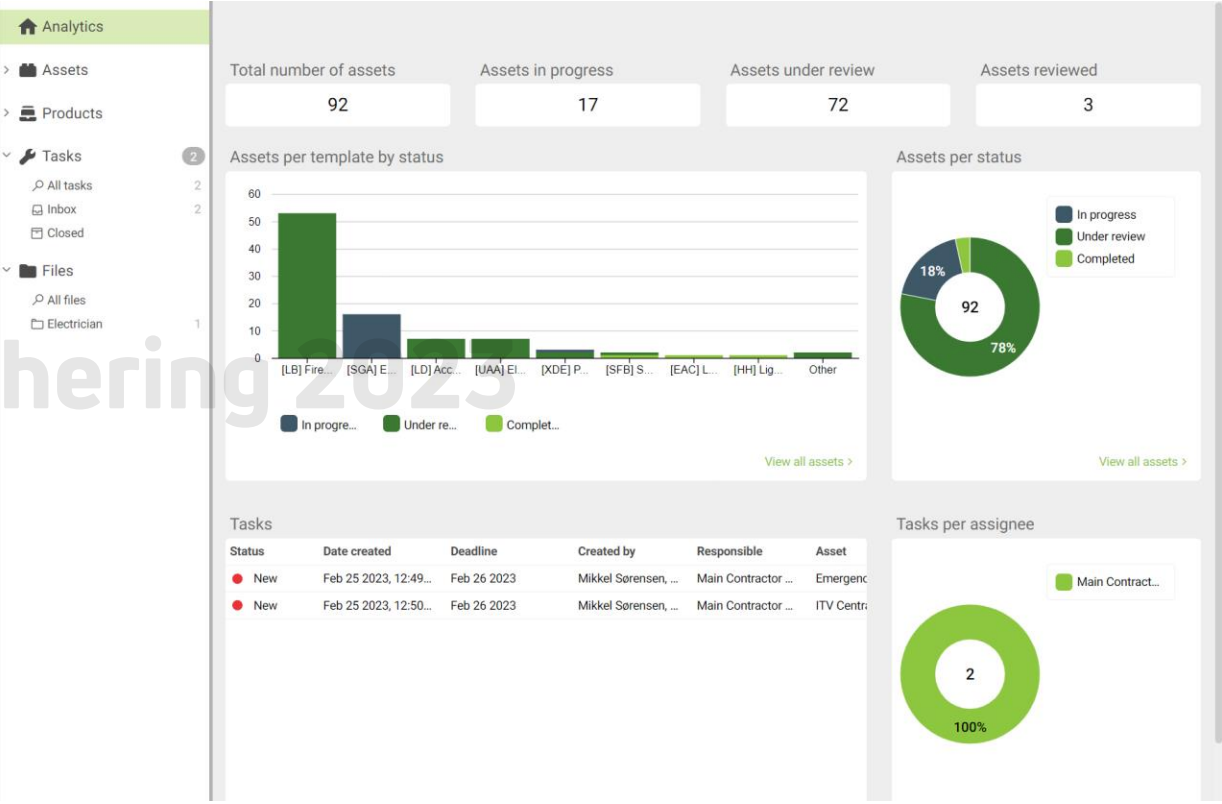 Analytics
Assets
Products
Tasks 2
All tasks 2
Inbox 2
Closed
Files
All files
Electrician 1
hering 2023
Total number of assets Assets in progress Assets under review Assets reviewed
92 17 72 3
Assets per template by status
60
50
40
30
20
10
0
[LB] Fire... [SGA] E... [LD] Acc... [UAA] El... [XDE] P... [SFB] S... [EAC] L... [HH] Lig... Other
In progre... Under re... Complet...
View all assets >
Assets per status
In progress
Under review
Completed
18%
92
78%
View all assets >
Tasks
Status Date created Deadline Created by Responsible Asset
New Feb 25 2023, 12:49... Feb 26 2023 Mikkel Sørensen, ... Main Contractor ... Emergenc
New Feb 25 2023, 12:50... Feb 26 2023 Mikkel Sørensen, ... Main Contractor ... ITV Centra
Tasks per assignee
Main Contract...
2
100%